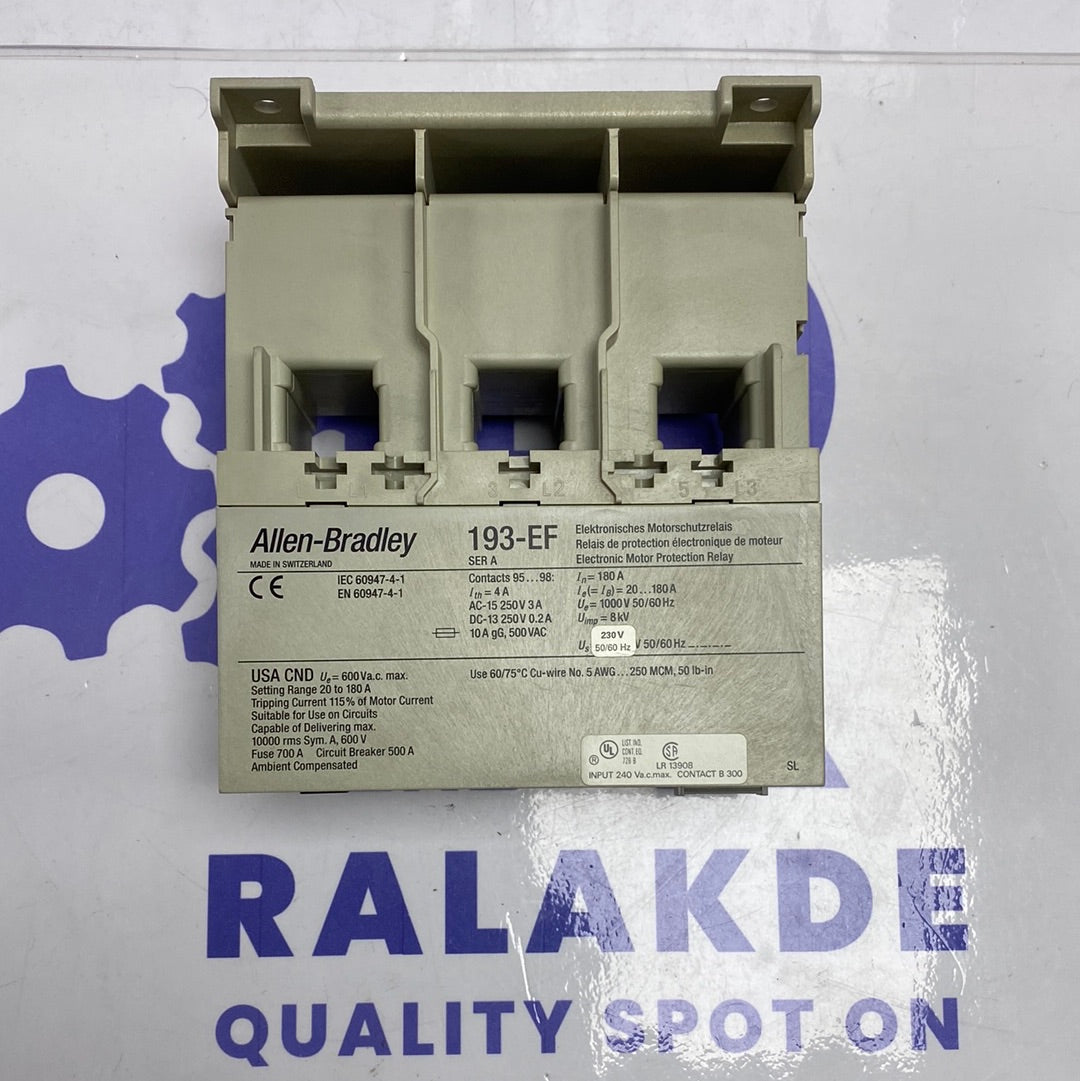 L1 3 L2 5 L3
Allen-Bradley
MADE IN SWITZERLAND
193-EF
SER A
Elektronisches Motorschutzrelais
Relais de protection électronique de moteur
Electronic Motor Protection Relay
CE
IEC 60947-4-1
EN 60947-4-1
Contacts 95...98:
Ith = 4 A
AC-15 250 V 3 A
DC-13 250 V 0.2 A
10 A gG, 500 VAC
In = 180 A
Ie (= IB) = 20...180 A
Ue = 1000 V 50/60 Hz
Uimp = 8 kV
Us 230 V 50/60 Hz V 50/60 Hz
USA CND Ue = 600 Va.c. max.
Setting Range 20 to 180 A
Tripping Current 115% of Motor Current
Suitable for Use on Circuits
Capable of Delivering max.
10000 rms Sym. A, 600 V
Fuse 700 A Circuit Breaker 500 A
Ambient Compensated
Use 60/75°C Cu-wire No. 5 AWG...250 MCM, 50 lb-in
UL ® LIST. IND.
CONT. EQ.
728 B
SA
LR 13908
INPUT 240 Va.c.max. CONTACT B 300
SL
RALAKDE
QUALITY SPOT ON